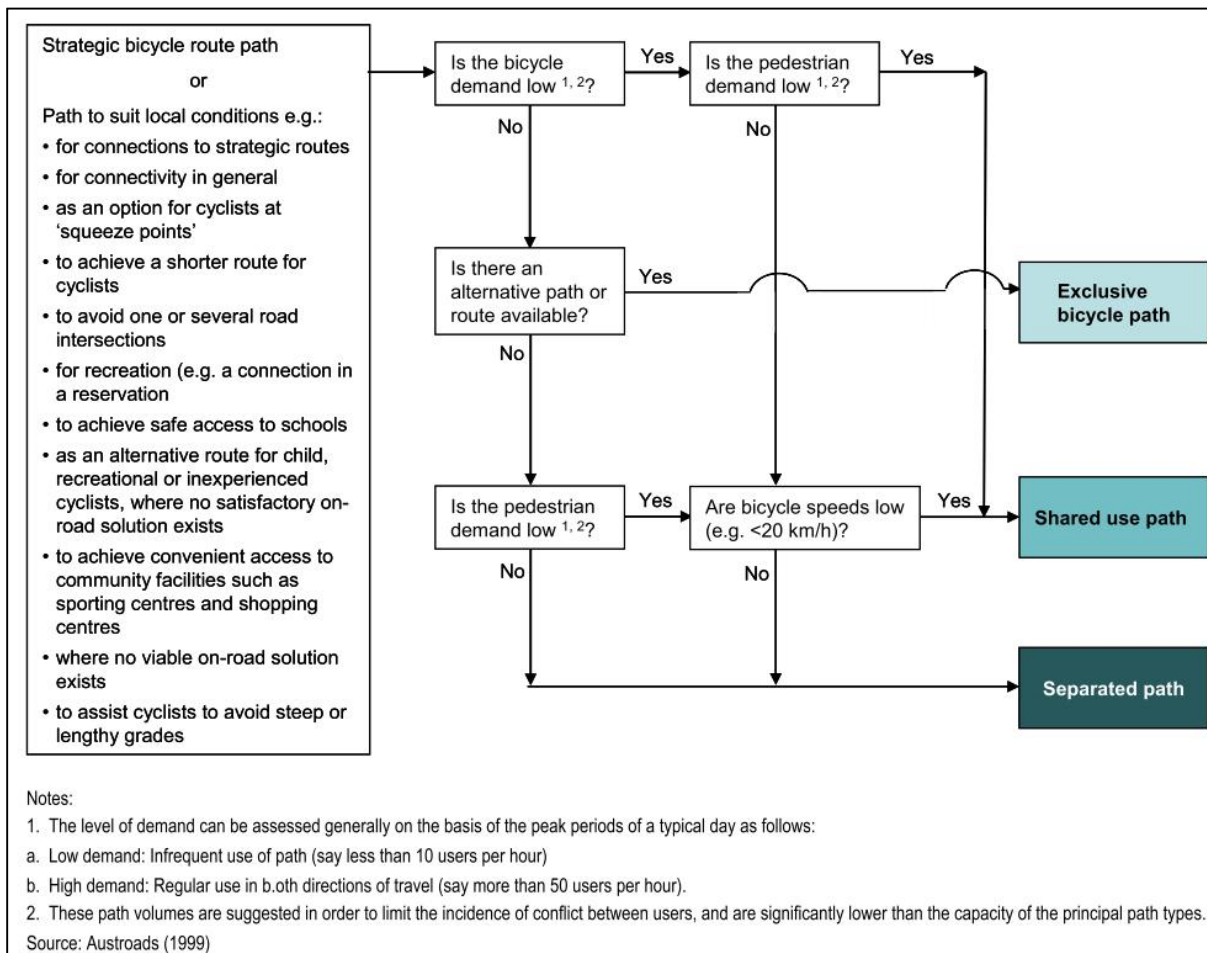 Strategic bicycle route path
or
Path to suit local conditions e.g.:
• for connections to strategic routes
• for connectivity in general
• as an option for cyclists at
‘squeeze points’
• to achieve a shorter route for
cyclists
• to avoid one or several road
intersections
• for recreation (e.g. a connection in
a reservation
• to achieve safe access to schools
• as an alternative route for child,
recreational or inexperienced
cyclists, where no satisfactory on-
road solution exists
• to achieve convenient access to
community facilities such as
sporting centres and shopping
centres
• where no viable on-road solution
exists
• to assist cyclists to avoid steep or
lengthy grades
Is the bicycle
demand low 1, 2?
Yes
Is the pedestrian
demand low 1, 2?
Yes
No
No
Is there an
alternative path or
route available?
Yes
Exclusive
bicycle path
No
Is the pedestrian
demand low 1, 2?
Yes
Are bicycle speeds low
(e.g. <20 km/h)?
Yes
Shared use path
No
No
Separated path
Notes:
1. The level of demand can be assessed generally on the basis of the peak periods of a typical day as follows:
a. Low demand: Infrequent use of path (say less than 10 users per hour)
b. High demand: Regular use in b.oth directions of travel (say more than 50 users per hour).
2. These path volumes are suggested in order to limit the incidence of conflict between users, and are significantly lower than the capacity of the principal path types.
Source: Austroads (1999)